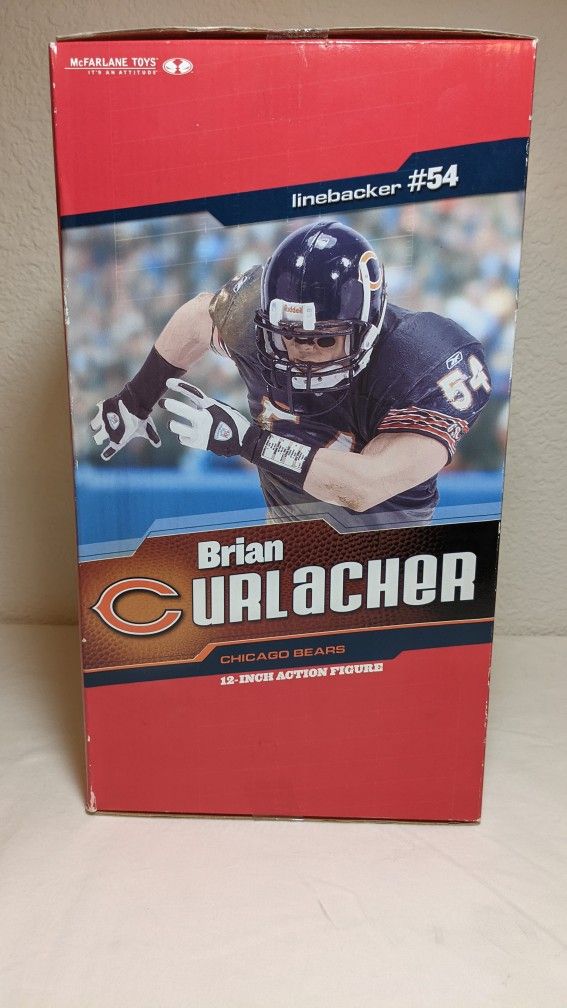 McFARLANE TOYS
IT'S AN ATTITUDE
linebacker #54
Riddell
54
Brian
URLACHER
CHICAGO BEARS
12-INCH ACTION FIGURE